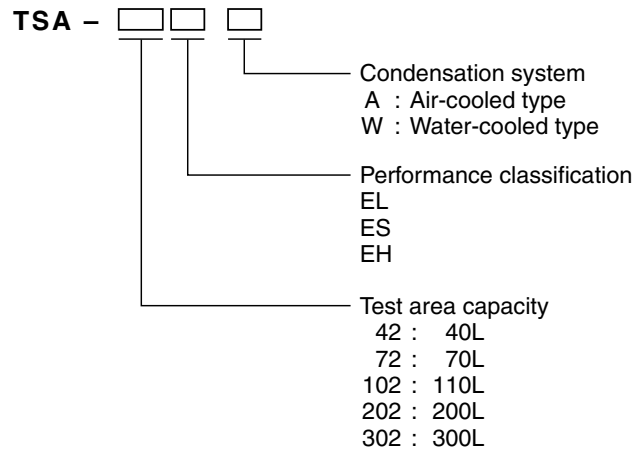 TSA –
Condensation system
A : Air-cooled type
W : Water-cooled type
Performance classification
EL
ES
EH
Test area capacity
42 : 40L
72 : 70L
102 : 110L
202 : 200L
302 : 300L